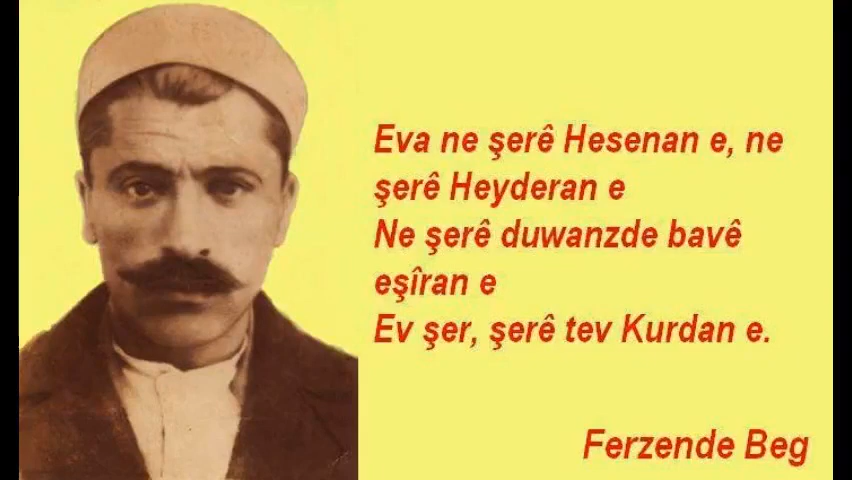 Eva ne şerê Hesenan e, ne
şerê Heyderan e
Ne şerê duwanzde bavê
eşîran e
Ev şer, şerê tev Kurdan e.
Ferzende Beg